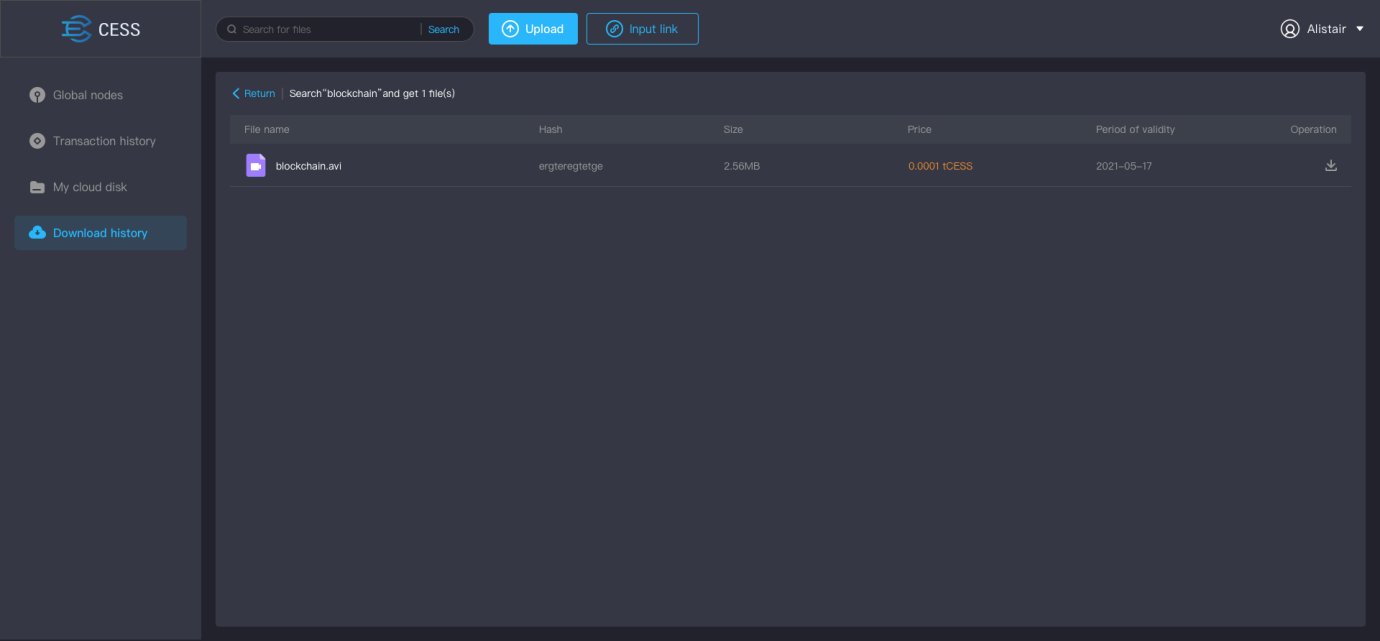 CESS
Search for files | Search
Upload
Input link
Alistair
Global nodes
Transaction history
My cloud disk
Download history
Return | Search"blockchain"and get 1 file(s)
File name Hash Size Price Period of validity Operation
blockchain.avi ergteregtetge 2.56MB 0.0001 tCESS 2021-05-17